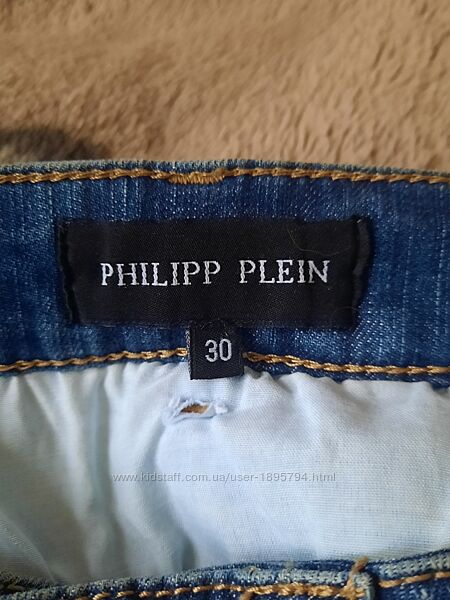 PHILIPP PLEIN
30
www.kidstaff.com.ua/user-1895794.html